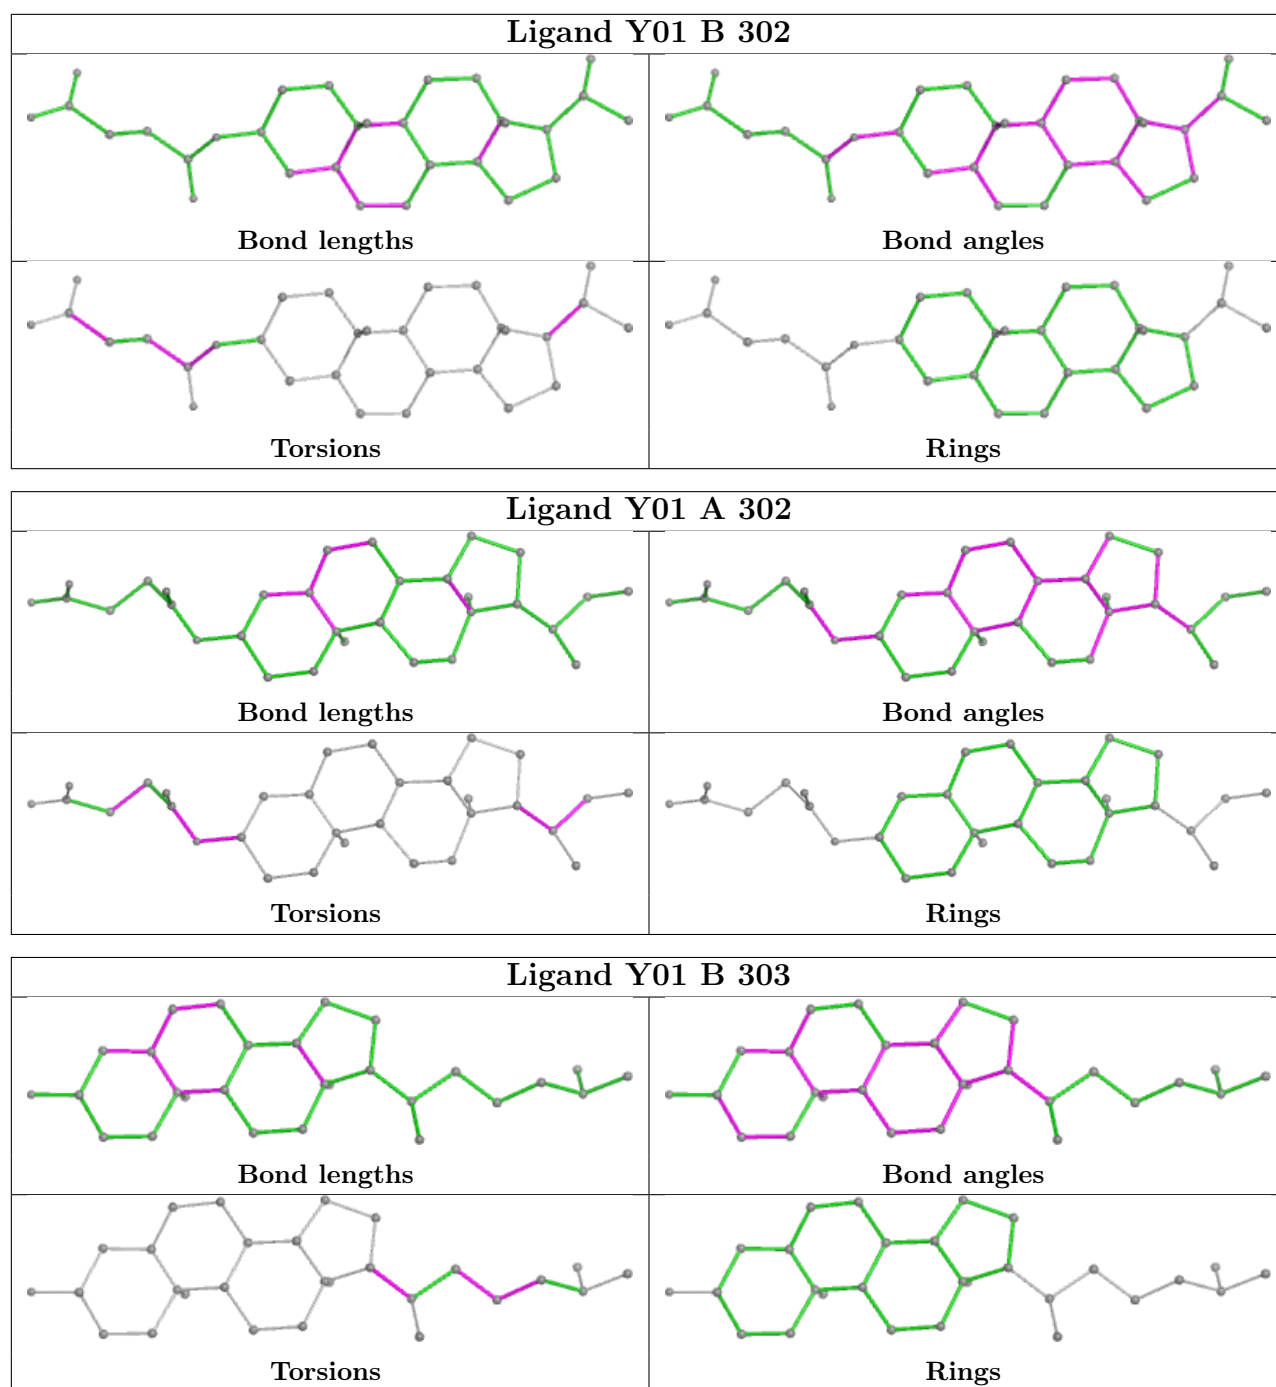 Ligand Y01 B 302
Bond lengths
Bond angles
Torsions
Rings
Ligand Y01 A 302
Bond lengths
Bond angles
Torsions
Rings
Ligand Y01 B 303
Bond lengths
Bond angles
Torsions
Rings